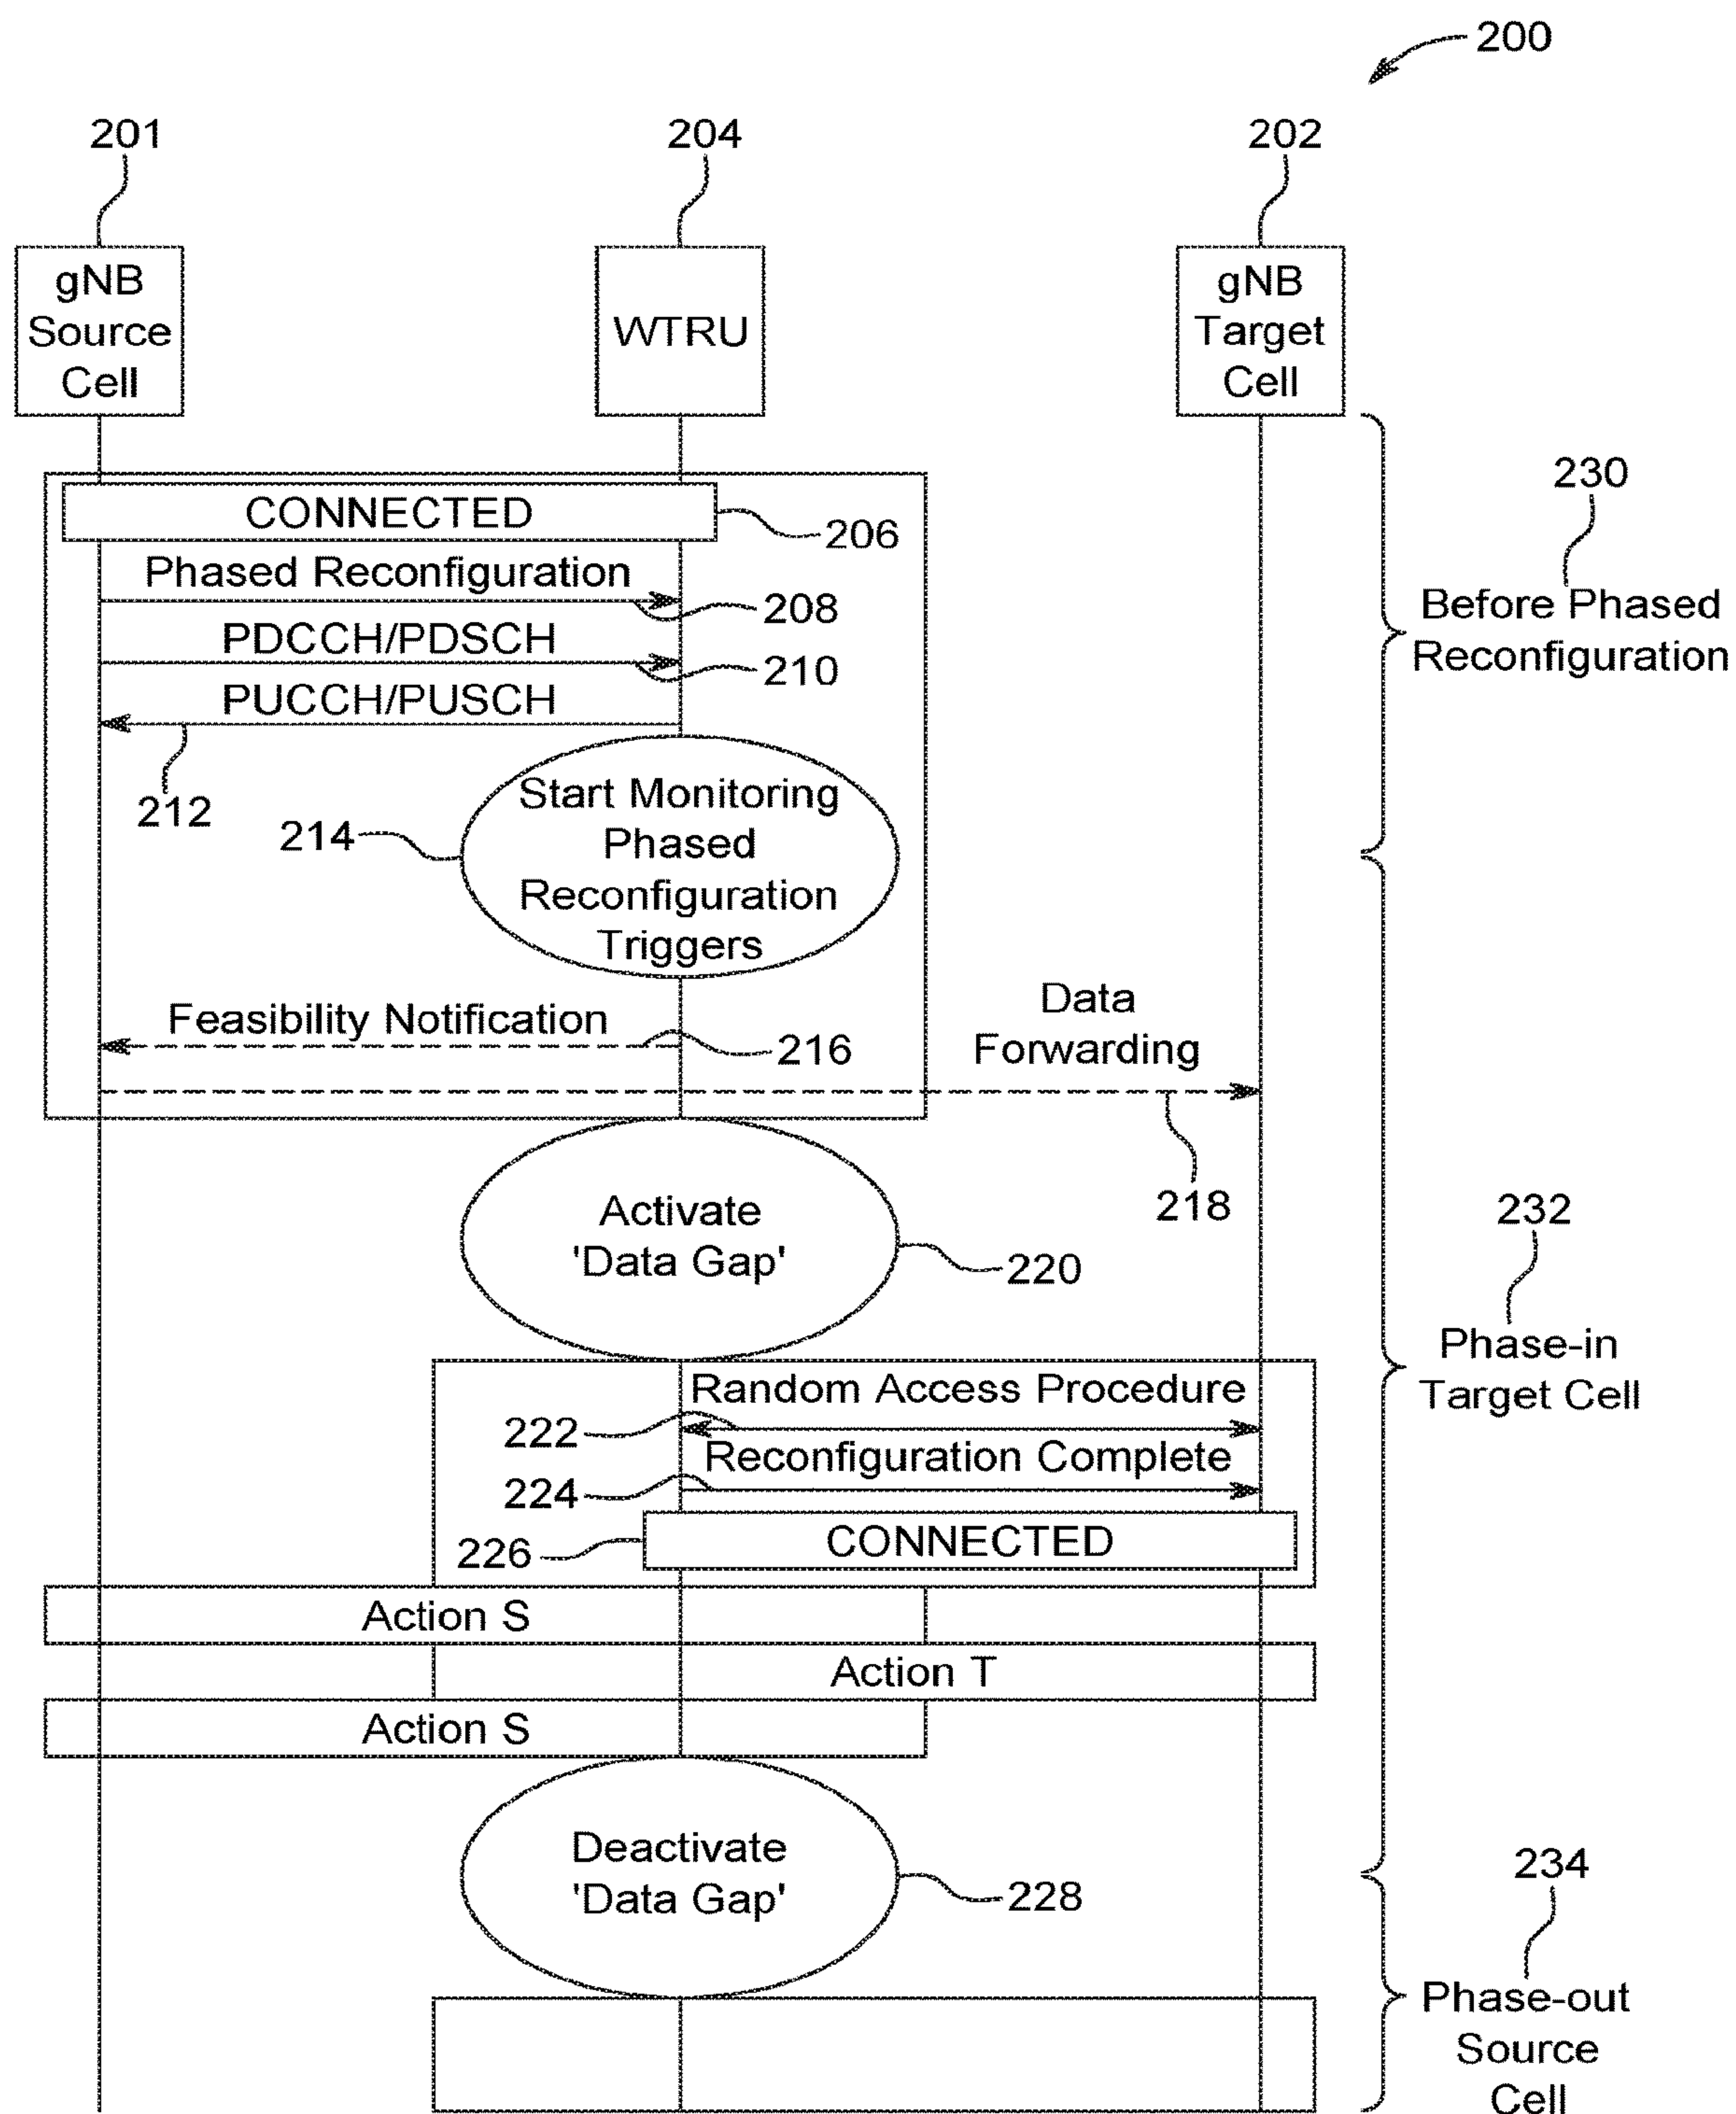 200
201
204
202
gNB
Source
Cell
WTRU
gNB
Target
Cell
CONNECTED
206
Phased Reconfiguration
208
PDCCH/PDSCH
210
PUCCH/PUSCH
212
230
Before Phased
Reconfiguration
214
Start Monitoring
Phased
Reconfiguration
Triggers
Feasibility Notification
216
Data
Forwarding
218
Activate
'Data Gap'
220
232
Phase-in
Target Cell
Random Access Procedure
222
Reconfiguration Complete
224
226
CONNECTED
Action S
Action T
Action S
Deactivate
'Data Gap'
228
234
Phase-out
Source
Cell